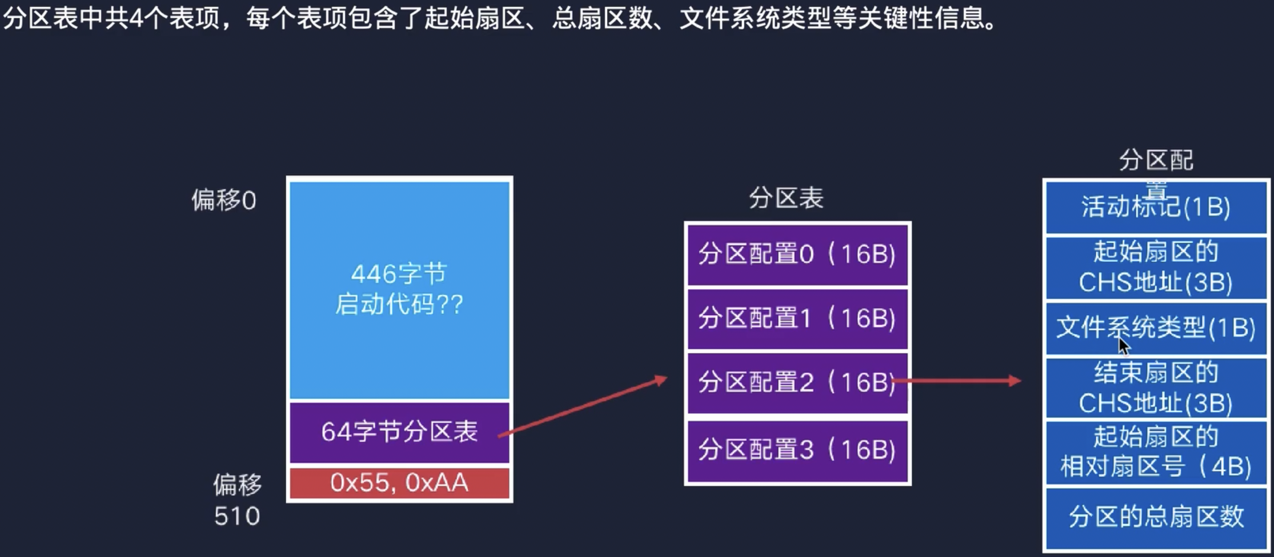 分区表中共4个表项，每个表项包含了起始扇区、总扇区数、文件系统类型等关键性信息。
偏移0
446字节
启动代码??
64字节分区表
0x55, 0xAA
偏移
510
分区表
分区配置0（16B)
分区配置1（16B)
分区配置2（16B)
分区配置3（16B)
分区配
置
活动标记(1B)
起始扇区的
CHS地址(3B)
文件系统类型(1B)
结束扇区的
CHS地址(3B)
起始扇区的
相对扇区号（4B)
分区的总扇区数